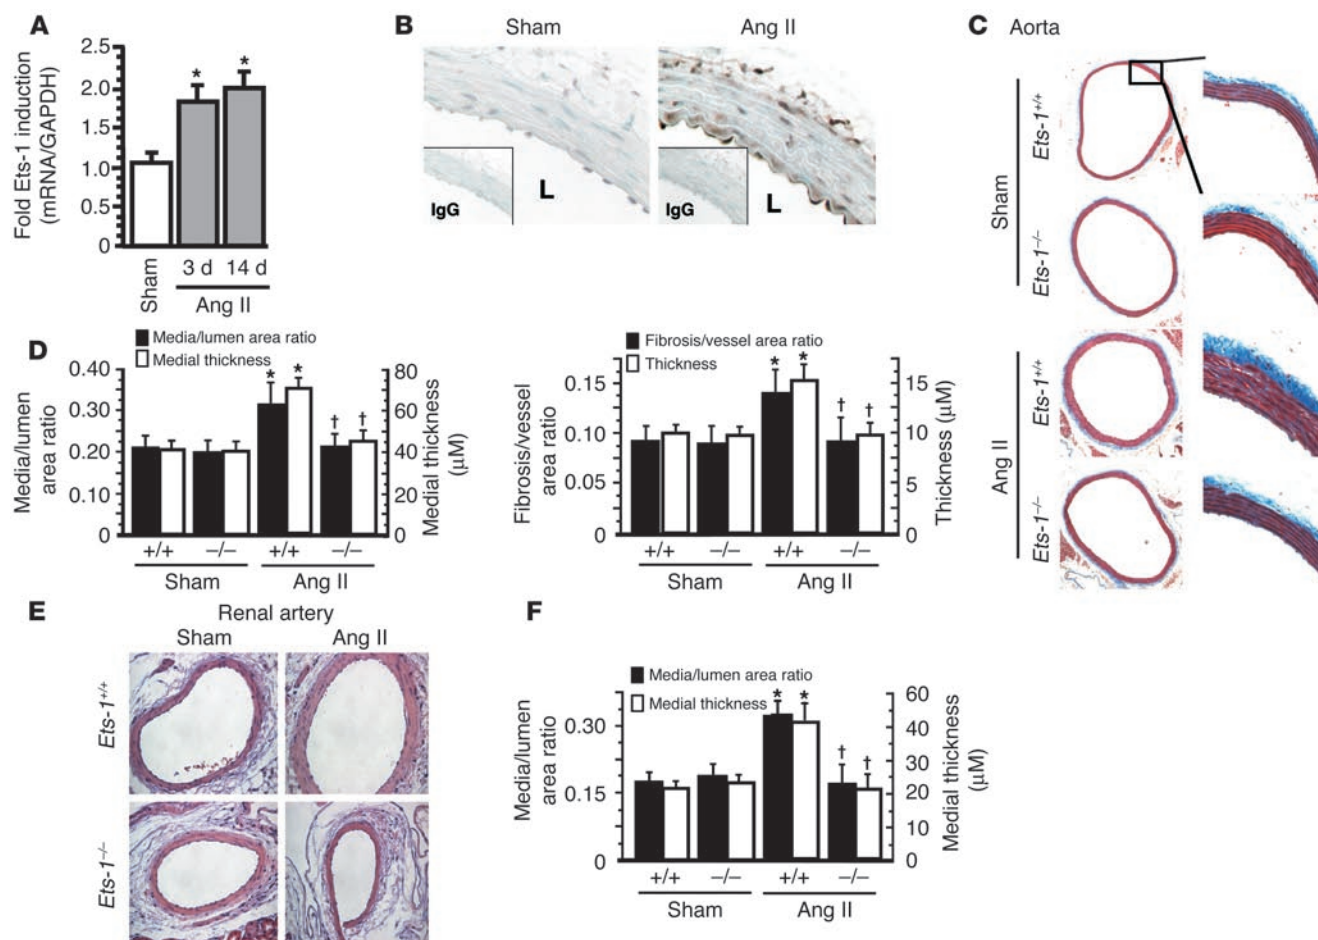 A
Fold Ets-1 induction
(mRNA/GAPDH)
2.5
2.0
1.5
1.0
0.5
0
*
*
Sham
3 d
14 d
Ang II
B
Sham
Ang II
IgG
L
IgG
L
C
Aorta
Sham
Ets-1+/+
Ets-1–/–
Ang II
Ets-1+/+
Ets-1–/–
D
Media/lumen area ratio
Medial thickness
Media/lumen
area ratio
0.40
0.30
0.20
0.10
0
* *
† †
80
60
40
20
0
Medial thickness
(μM)
+/+ –/– +/+ –/–
Sham Ang II
Fibrosis/vessel area ratio
Thickness
Fibrosis/vessel
area ratio
0.15
0.10
0.05
0
* *
† †
15
10
5
0
Thickness (μM)
+/+ –/– +/+ –/–
Sham Ang II
E
Renal artery
Sham Ang II
Ets-1+/+
Ets-1–/–
F
Media/lumen area ratio
Medial thickness
Media/lumen
area ratio
0.30
0.15
0
* *
† †
60
50
40
30
20
10
0
Medial thickness
(μM)
+/+ –/– +/+ –/–
Sham Ang II